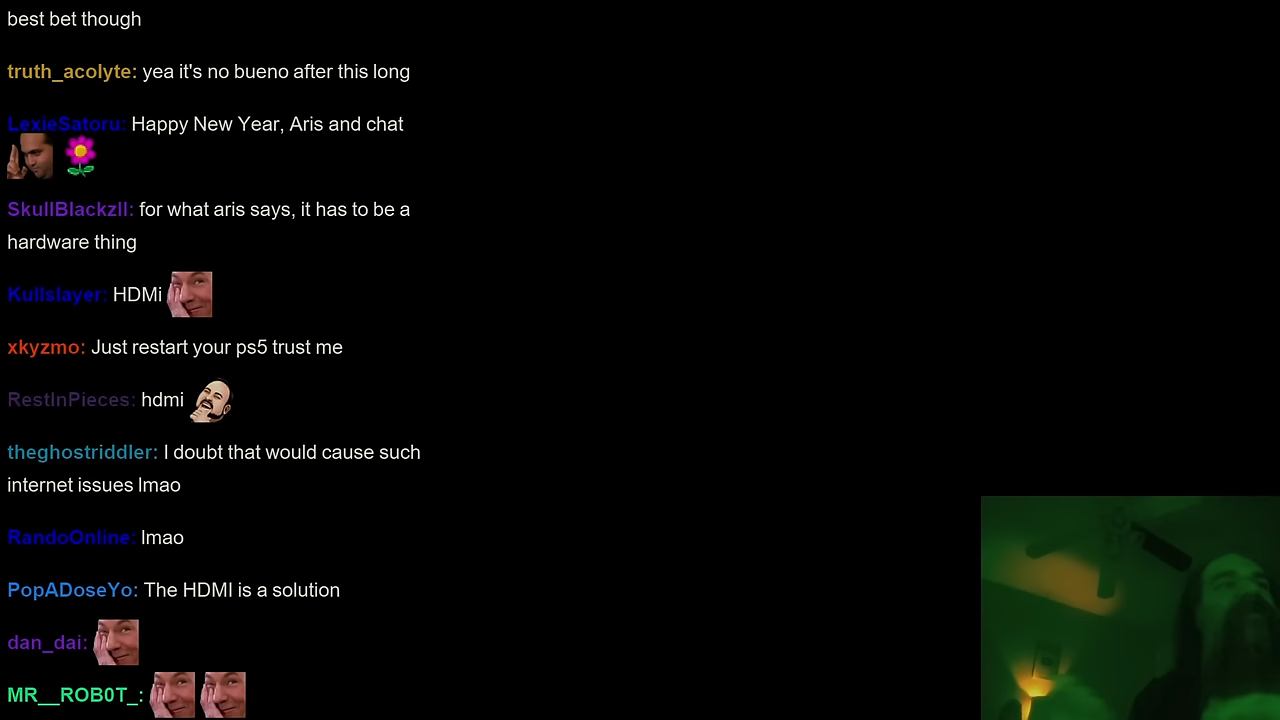 best bet though
truth_acolyte: yea it's no bueno after this long
LexieSatoru: Happy New Year, Aris and chat
SkullBlackzll: for what aris says, it has to be a
hardware thing
Kullslayer: HDMi
xkyzmo: Just restart your ps5 trust me
RestInPieces: hdmi
theghostriddler: I doubt that would cause such
internet issues lmao
RandoOnline: lmao
PopADoseYo: The HDMI is a solution
dan_dai:
MR__ROB0T_: